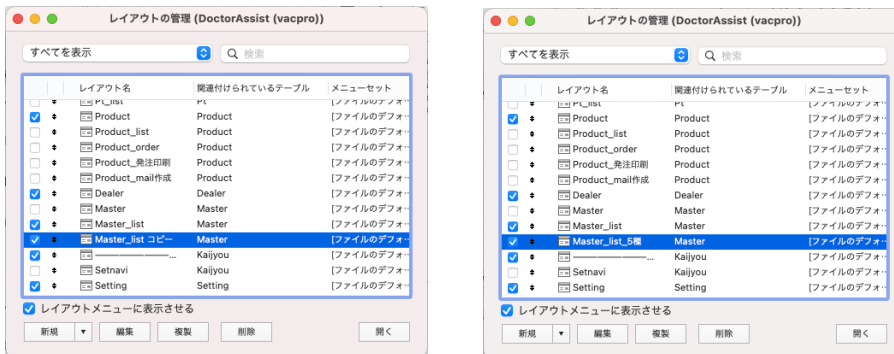 レイアウトの管理 (DoctorAssist (vacpro))
すべてを表示 検索
レイアウト名 関連付けられているテーブル メニューセット
Pt_list Pt [ファイルのデフォ…
Product Product [ファイルのデフォ…
Product_list Product [ファイルのデフォ…
Product_order Product [ファイルのデフォ…
Product_発注印刷 Product [ファイルのデフォ…
Product_mail作成 Product [ファイルのデフォ…
Dealer Dealer [ファイルのデフォ…
Master Master [ファイルのデフォ…
Master_list Master [ファイルのデフォ…
Master_list コピー Master [ファイルのデフォ…
——————... Kaijyou [ファイルのデフォ…
Setnavi Kaijyou [ファイルのデフォ…
Setting Setting [ファイルのデフォ…
レイアウトメニューに表示させる
新規 編集 複製 削除 開く
レイアウトの管理 (DoctorAssist (vacpro))
すべてを表示 検索
レイアウト名 関連付けられているテーブル メニューセット
Pt_list Pt [ファイルのデフォ…
Product Product [ファイルのデフォ…
Product_list Product [ファイルのデフォ…
Product_order Product [ファイルのデフォ…
Product_発注印刷 Product [ファイルのデフォ…
Product_mail作成 Product [ファイルのデフォ…
Dealer Dealer [ファイルのデフォ…
Master Master [ファイルのデフォ…
Master_list Master [ファイルのデフォ…
Master_list_5種 Master [ファイルのデフォ…
——————... Kaijyou [ファイルのデフォ…
Setnavi Kaijyou [ファイルのデフォ…
Setting Setting [ファイルのデフォ…
レイアウトメニューに表示させる
新規 編集 複製 削除 開く